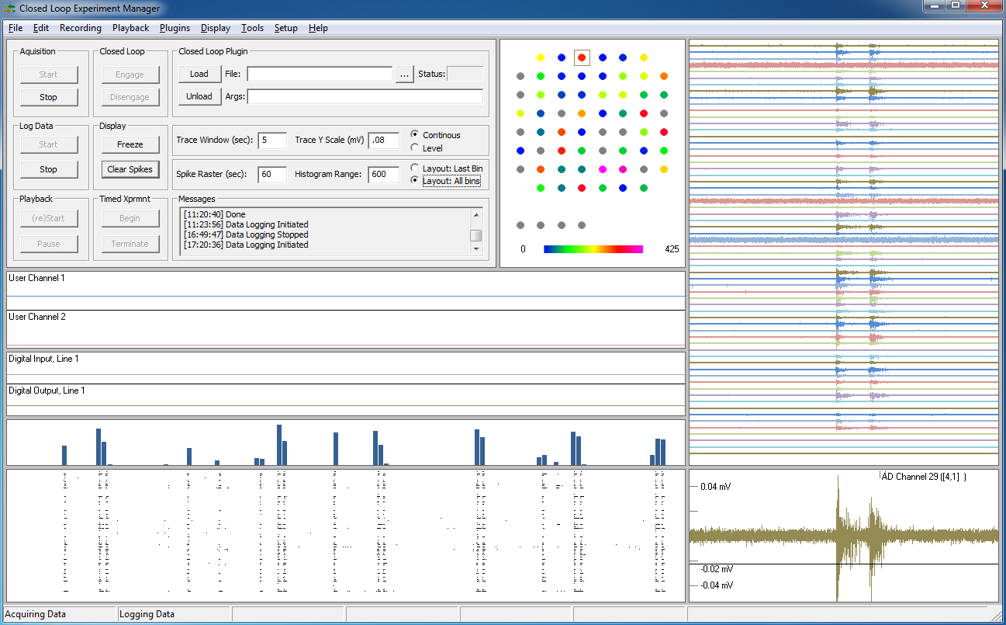 Closed Loop Experiment Manager
File Edit Recording Playback Plugins Display Tools Setup Help
Aquisition
Start
Stop
Closed Loop
Engage
Disengage
Closed Loop Plugin
Load File: ... Status:
Unload Args:
Log Data
Start
Stop
Display
Freeze
Clear Spikes
Trace Window (sec): 5 Trace Y Scale (mV) .08
Continous
Level
Spike Raster (sec): 60 Histogram Range: 600
Layout: Last Bin
Layout: All bins
Playback
(re)Start
Pause
Timed Xprmnt
Begin
Terminate
Messages
[11:20:40] Done
[11:23:56] Data Logging Initiated
[16:49:47] Data Logging Stopped
[17:20:36] Data Logging Initiated
0 425
User Channel 1
User Channel 2
Digital Input, Line 1
Digital Output, Line 1
AD Channel 29 ([4,1] )
0.04 mV
-0.02 mV
-0.04 mV
Acquiring Data
Logging Data